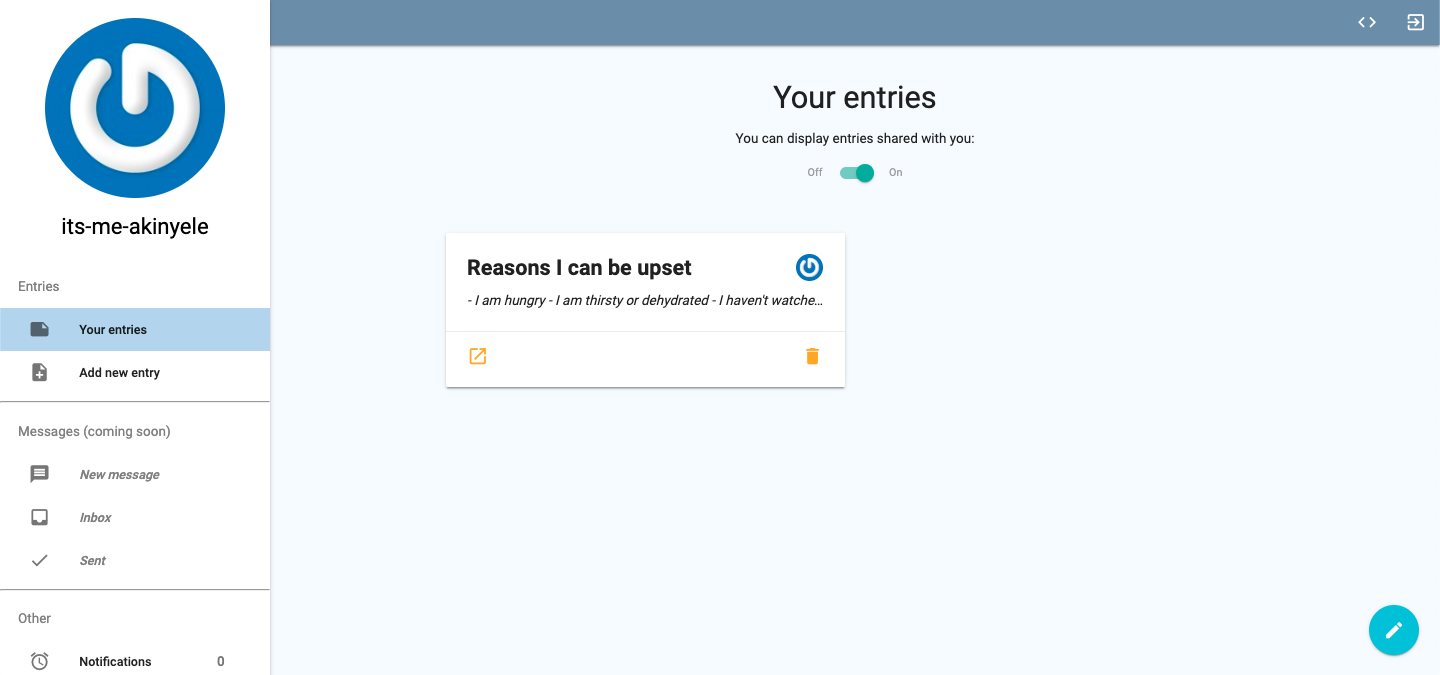 its-me-akinyele
Entries
Your entries
Add new entry
Messages (coming soon)
New message
Inbox
Sent
Other
Notifications 0
Your entries
You can display entries shared with you:
Off On
Reasons I can be upset
- I am hungry - I am thirsty or dehydrated - I haven't watche...